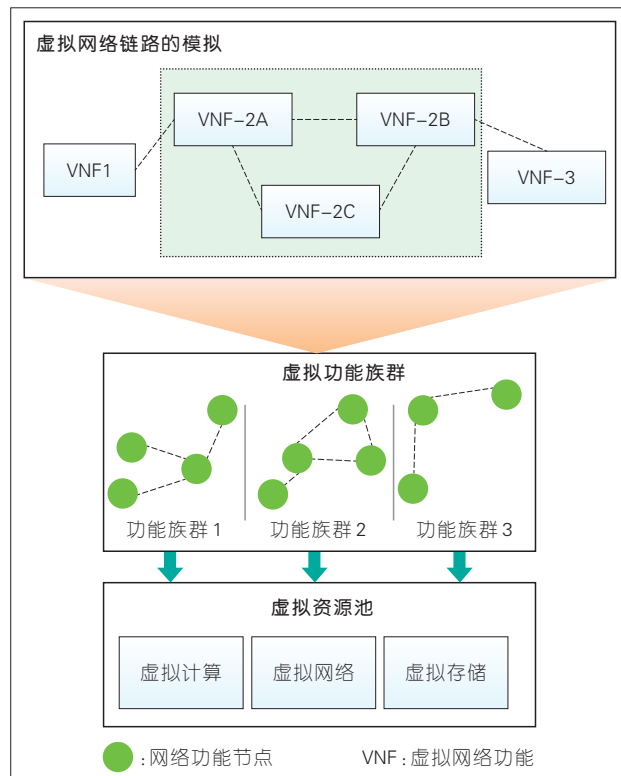 虚拟网络链路的模拟
VNF-2A
VNF-2B
VNF1
VNF-3
VNF-2C
虚拟功能族群
功能族群1 功能族群2 功能族群3
虚拟资源池
虚拟计算 虚拟网络 虚拟存储
:网络功能节点 VNF:虚拟网络功能